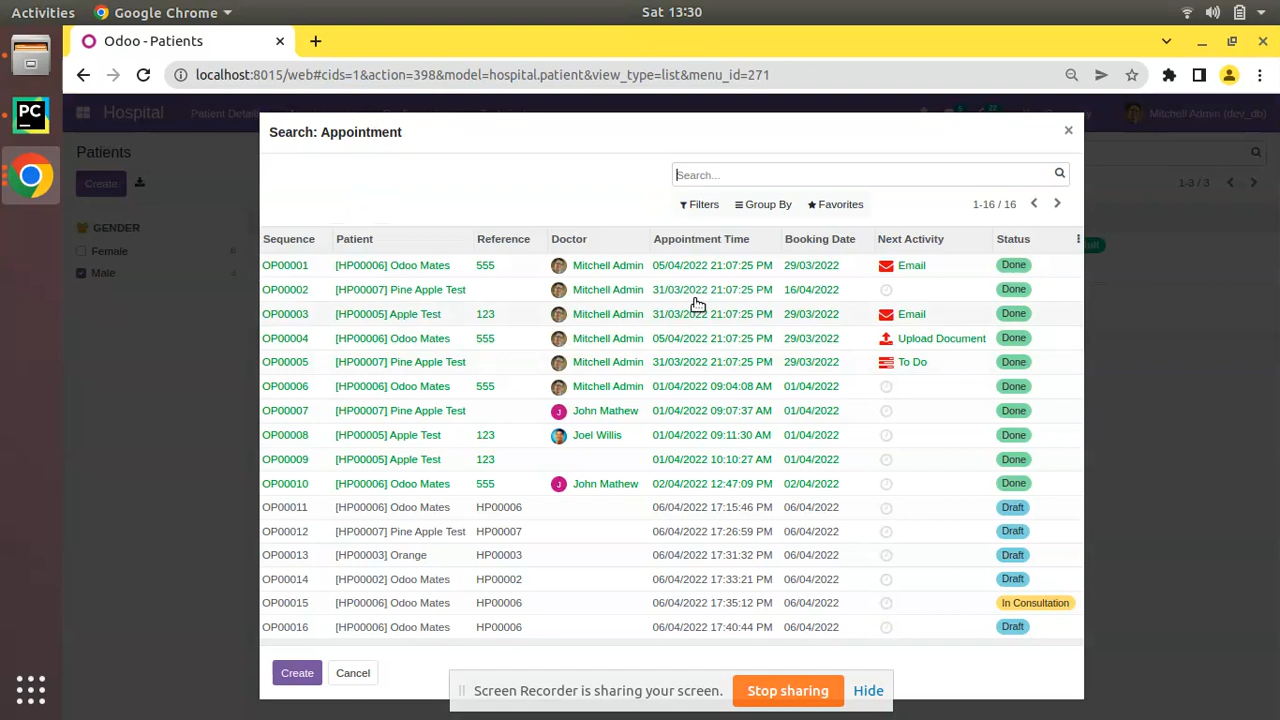 Activities Google Chrome Sat 13:30
Odoo - Patients
localhost:8015/web#cids=1&action=398&model=hospital.patient&view_type=list&menu_id=271
Hospital Patient Detail Mitchell Admin (dev_db)
Patients
Create 1-3 / 3
GENDER
Female 6
Male
Search: Appointment ×
Search...
Filters Group By Favorites 1-16 / 16
Sequence Patient Reference Doctor Appointment Time Booking Date Next Activity Status
OP00001 [HP00006] Odoo Mates 555 Mitchell Admin 05/04/2022 21:07:25 PM 29/03/2022 Email Done
OP00002 [HP00007] Pine Apple Test Mitchell Admin 31/03/2022 21:07:25 PM 16/04/2022 Done
OP00003 [HP00005] Apple Test 123 Mitchell Admin 31/03/2022 21:07:25 PM 29/03/2022 Email Done
OP00004 [HP00006] Odoo Mates 555 Mitchell Admin 05/04/2022 21:07:25 PM 29/03/2022 Upload Document Done
OP00005 [HP00007] Pine Apple Test Mitchell Admin 31/03/2022 21:07:25 PM 29/03/2022 To Do Done
OP00006 [HP00006] Odoo Mates 555 Mitchell Admin 01/04/2022 09:04:08 AM 01/04/2022 Done
OP00007 [HP00007] Pine Apple Test J John Mathew 01/04/2022 09:07:37 AM 01/04/2022 Done
OP00008 [HP00005] Apple Test 123 Joel Willis 01/04/2022 09:11:30 AM 01/04/2022 Done
OP00009 [HP00005] Apple Test 123 01/04/2022 10:10:27 AM 01/04/2022 Done
OP00010 [HP00006] Odoo Mates 555 J John Mathew 02/04/2022 12:47:09 PM 02/04/2022 Done
OP00011 [HP00006] Odoo Mates HP00006 06/04/2022 17:15:46 PM 06/04/2022 Draft
OP00012 [HP00007] Pine Apple Test HP00007 06/04/2022 17:26:59 PM 06/04/2022 Draft
OP00013 [HP00003] Orange HP00003 06/04/2022 17:31:32 PM 06/04/2022 Draft
OP00014 [HP00002] Odoo Mates HP00002 06/04/2022 17:33:21 PM 06/04/2022 Draft
OP00015 [HP00006] Odoo Mates HP00006 06/04/2022 17:35:12 PM 06/04/2022 In Consultation
OP00016 [HP00006] Odoo Mates HP00006 06/04/2022 17:40:44 PM 06/04/2022 Draft
Create Cancel
Screen Recorder is sharing your screen. Stop sharing Hide